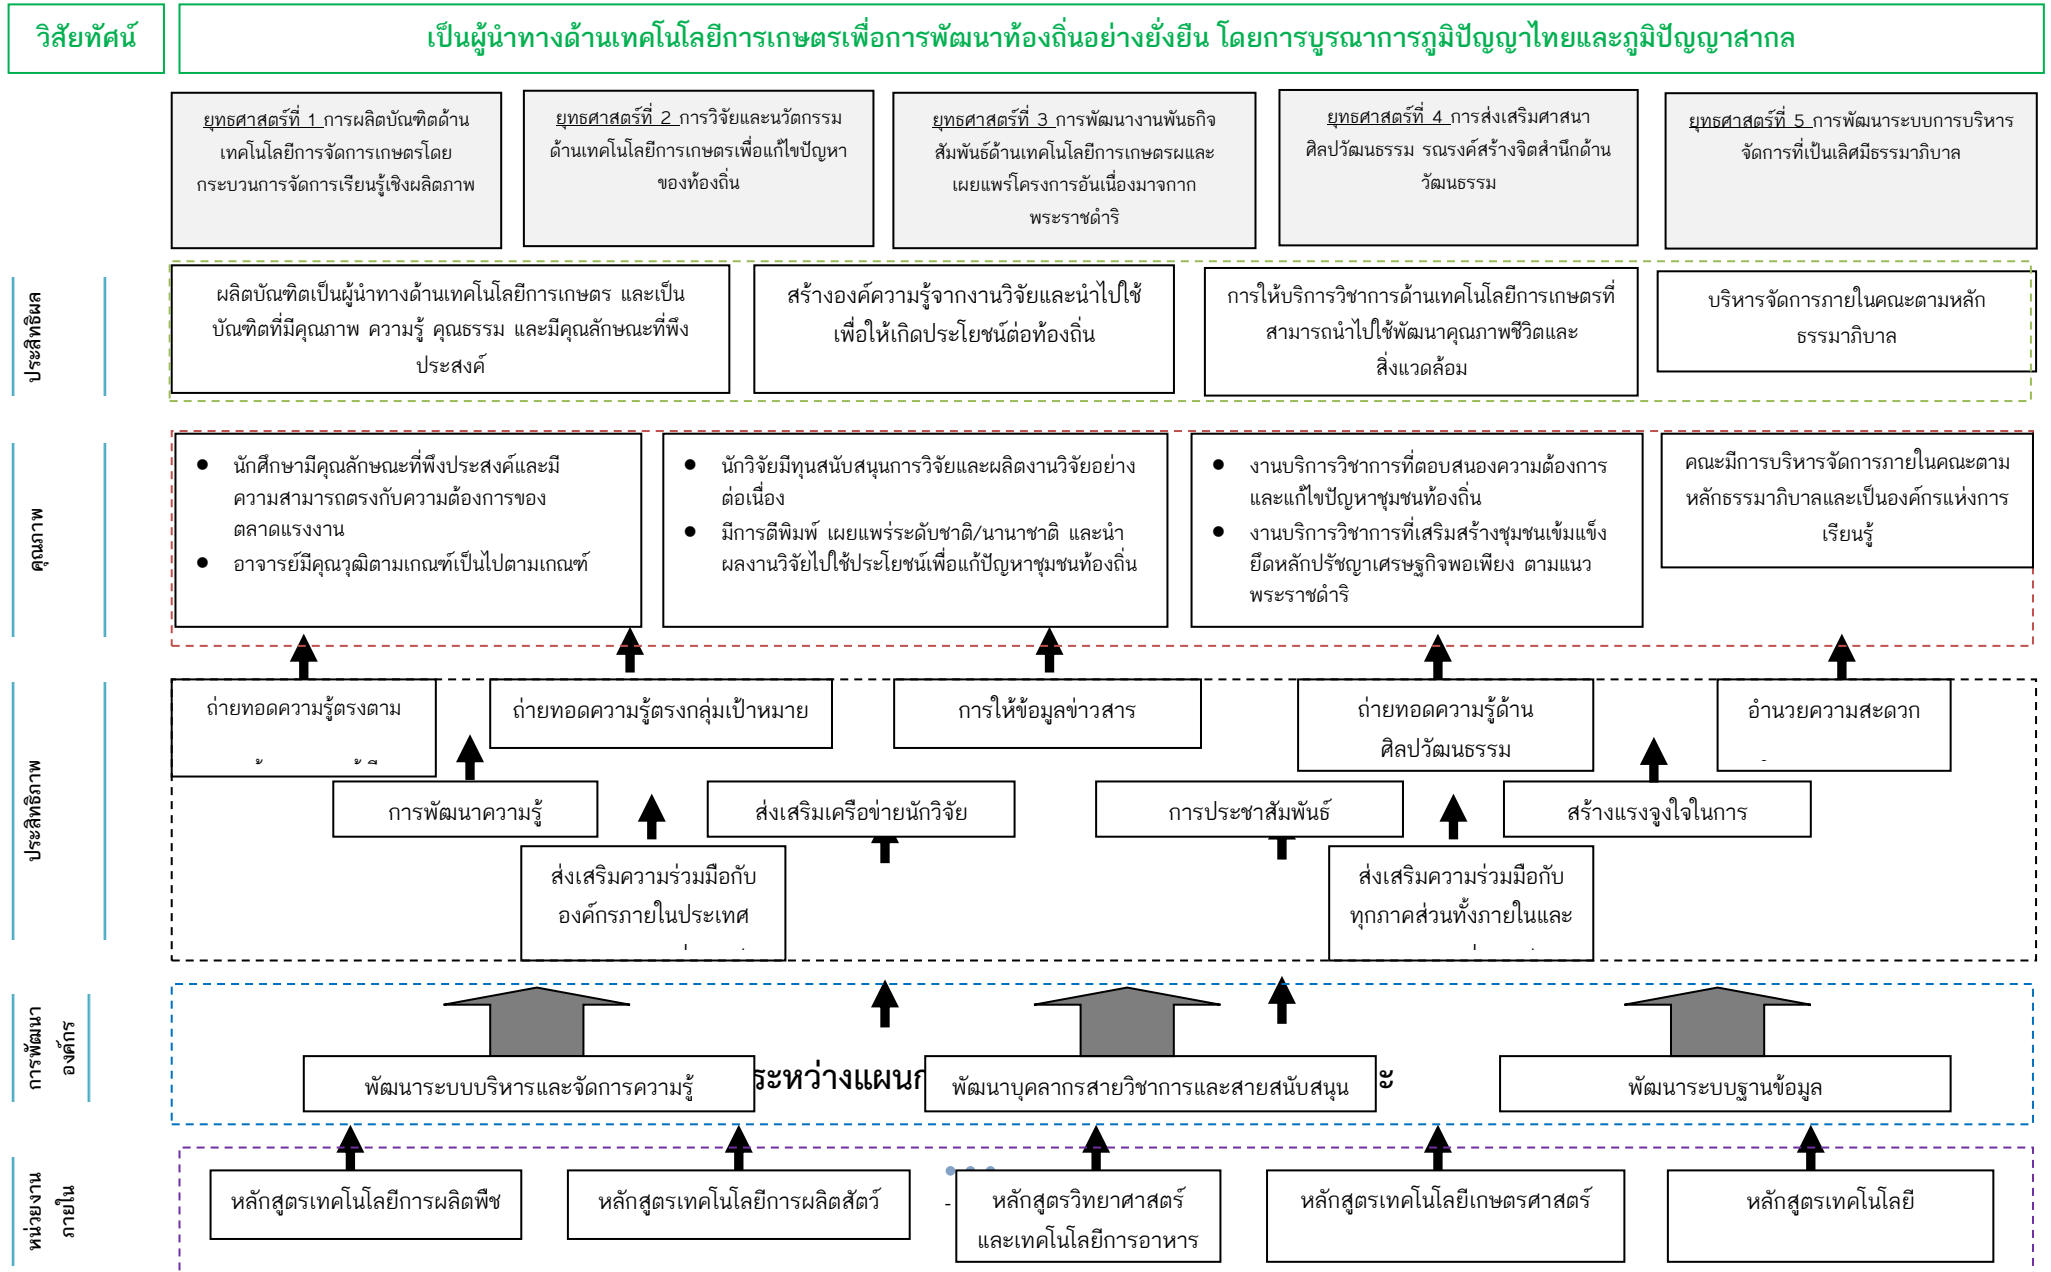 วิสัยทัศน์
เป็นผู้นำทางด้านเทคโนโลยีการเกษตรเพื่อการพัฒนาท้องถิ่นอย่างยั่งยืน โดยการบูรณาการภูมิปัญญาไทยและภูมิปัญญาสากล
ยุทธศาสตร์ที่ 1 การผลิตบัณฑิตด้าน
เทคโนโลยีการจัดการเกษตรโดย
กระบวนการจัดการเรียนรู้เชิงผลิตภาพ
ยุทธศาสตร์ที่ 2 การวิจัยและนวัตกรรม
ด้านเทคโนโลยีการเกษตรเพื่อแก้ไขปัญหา
ของท้องถิ่น
ยุทธศาสตร์ที่ 3 การพัฒนางานพันธกิจ
สัมพันธ์ด้านเทคโนโลยีการเกษตรผและ
เผยแพร่โครงการอันเนื่องมาจกาก
พระราชดำริ
ยุทธศาสตร์ที่ 4 การส่งเสริมศาสนา
ศิลปวัฒนธรรม รณรงค์สร้างจิตสำนึกด้าน
วัฒนธรรม
ยุทธศาสตร์ที่ 5 การพัฒนาระบบการบริหาร
จัดการที่เป้นเลิศมีธรรมาภิบาล
ประสิทธิผล
ผลิตบัณฑิตเป็นผู้นำทางด้านเทคโนโลยีการเกษตร และเป็น
บัณฑิตที่มีคุณภาพ ความรู้ คุณธรรม และมีคุณลักษณะที่พึง
ประสงค์
สร้างองค์ความรู้จากงานวิจัยและนำไปใช้
เพื่อให้เกิดประโยชน์ต่อท้องถิ่น
การให้บริการวิชาการด้านเทคโนโลยีการเกษตรที่
สามารถนำไปใช้พัฒนาคุณภาพชีวิตและ
สิ่งแวดล้อม
บริหารจัดการภายในคณะตามหลัก
ธรรมาภิบาล
คุณภาพ
● นักศึกษามีคุณลักษณะที่พึงประสงค์และมี
ความสามารถตรงกับความต้องการของ
ตลาดแรงงาน
● อาจารย์มีคุณวุฒิตามเกณฑ์เป็นไปตามเกณฑ์
● นักวิจัยมีทุนสนับสนุนการวิจัยและผลิตงานวิจัยอย่าง
ต่อเนื่อง
● มีการตีพิมพ์ เผยแพร่ระดับชาติ/นานาชาติ และนำ
ผลงานวิจัยไปใช้ประโยชน์เพื่อแก้ปัญหาชุมชนท้องถิ่น
● งานบริการวิชาการที่ตอบสนองความต้องการ
และแก้ไขปัญหาชุมชนท้องถิ่น
● งานบริการวิชาการที่เสริมสร้างชุมชนเข้มแข็ง
ยึดหลักปรัชญาเศรษฐกิจพอเพียง ตามแนว
พระราชดำริ
คณะมีการบริหารจัดการภายในคณะตาม
หลักธรรมาภิบาลและเป็นองค์กรแห่งการ
เรียนรู้
ประสิทธิภาพ
ถ่ายทอดความรู้ตรงตาม
ถ่ายทอดความรู้ตรงกลุ่มเป้าหมาย
การให้ข้อมูลข่าวสาร
ถ่ายทอดความรู้ด้าน
ศิลปวัฒนธรรม
อำนวยความสะดวก
การพัฒนาความรู้
ส่งเสริมเครือข่ายนักวิจัย
การประชาสัมพันธ์
สร้างแรงจูงใจในการ
ส่งเสริมความร่วมมือกับ
องค์กรภายในประเทศ
ส่งเสริมความร่วมมือกับ
ทุกภาคส่วนทั้งภายในและ
การพัฒนา
องค์กร
พัฒนาระบบบริหารและจัดการความรู้
ระหว่างแผนก
พัฒนาบุคลากรสายวิชาการและสายสนับสนุน
พัฒนาระบบฐานข้อมูล
หน่วยงาน
ภายใน
หลักสูตรเทคโนโลยีการผลิตพืช
หลักสูตรเทคโนโลยีการผลิตสัตว์
-
หลักสูตรวิทยาศาสตร์
และเทคโนโลยีการอาหาร
หลักสูตรเทคโนโลยีเกษตรศาสตร์
หลักสูตรเทคโนโลยี